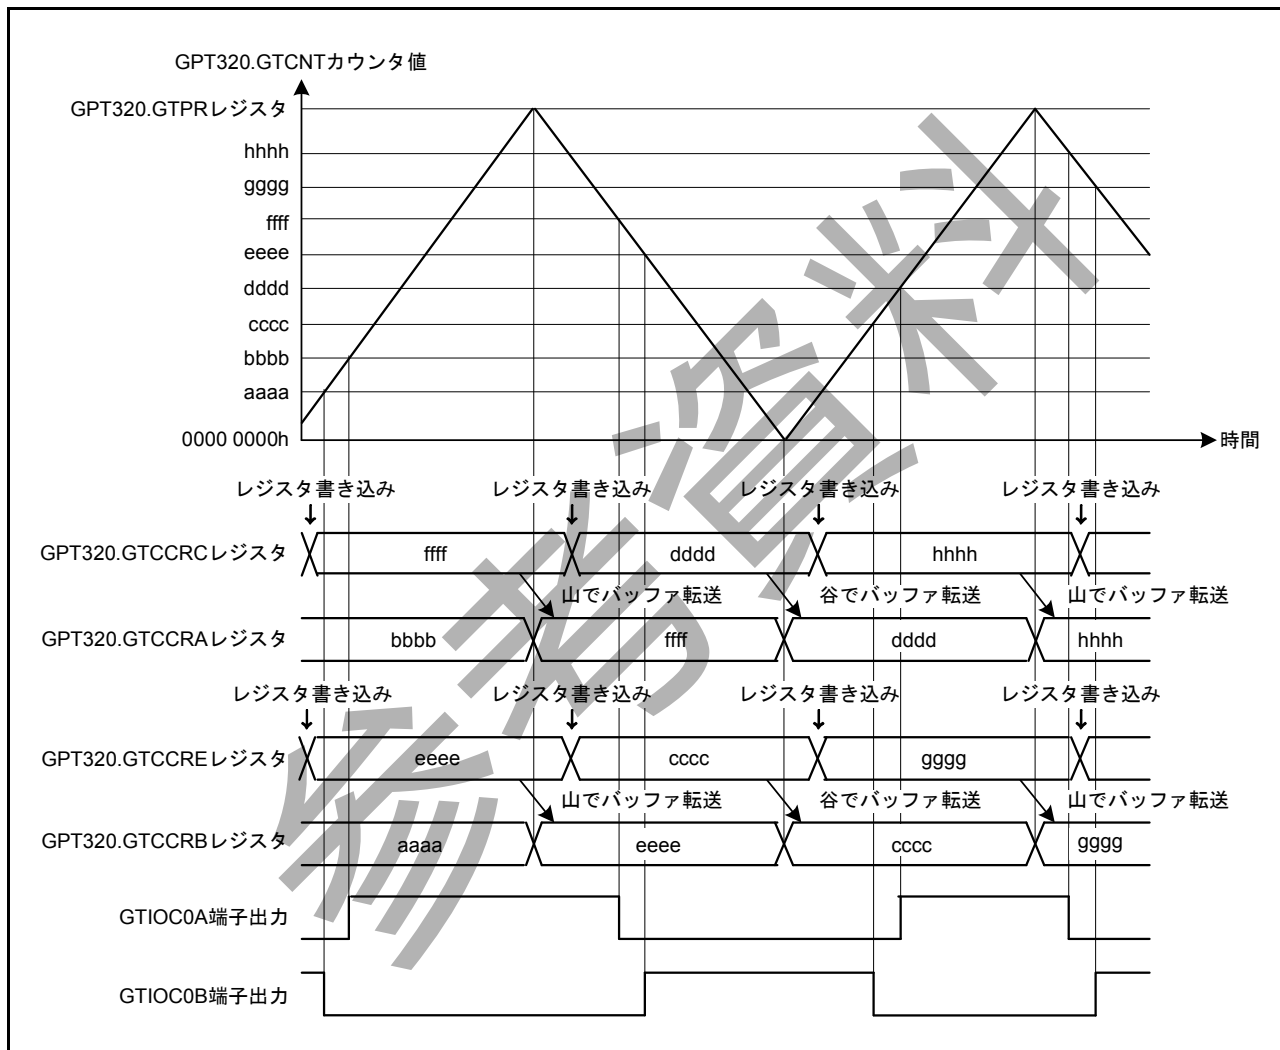 GPT320.GTCNTカウンタ値
GPT320.GTPRレジスタ
hhhh
gggg
ffff
eeee
dddd
cccc
bbbb
aaaa
0000 0000h
時間
レジスタ書き込み レジスタ書き込み レジスタ書き込み レジスタ書き込み
GPT320.GTCCRCレジスタ ffff dddd hhhh
山でバッファ転送 谷でバッファ転送 山でバッファ転送
GPT320.GTCCRAレジスタ bbbb ffff dddd hhhh
レジスタ書き込み レジスタ書き込み レジスタ書き込み レジスタ書き込み
GPT320.GTCCREレジスタ eeee cccc gggg
山でバッファ転送 谷でバッファ転送 山でバッファ転送
GPT320.GTCCRBレジスタ aaaa eeee cccc gggg
GTIOC0A端子出力
GTIOC0B端子出力
参考資料